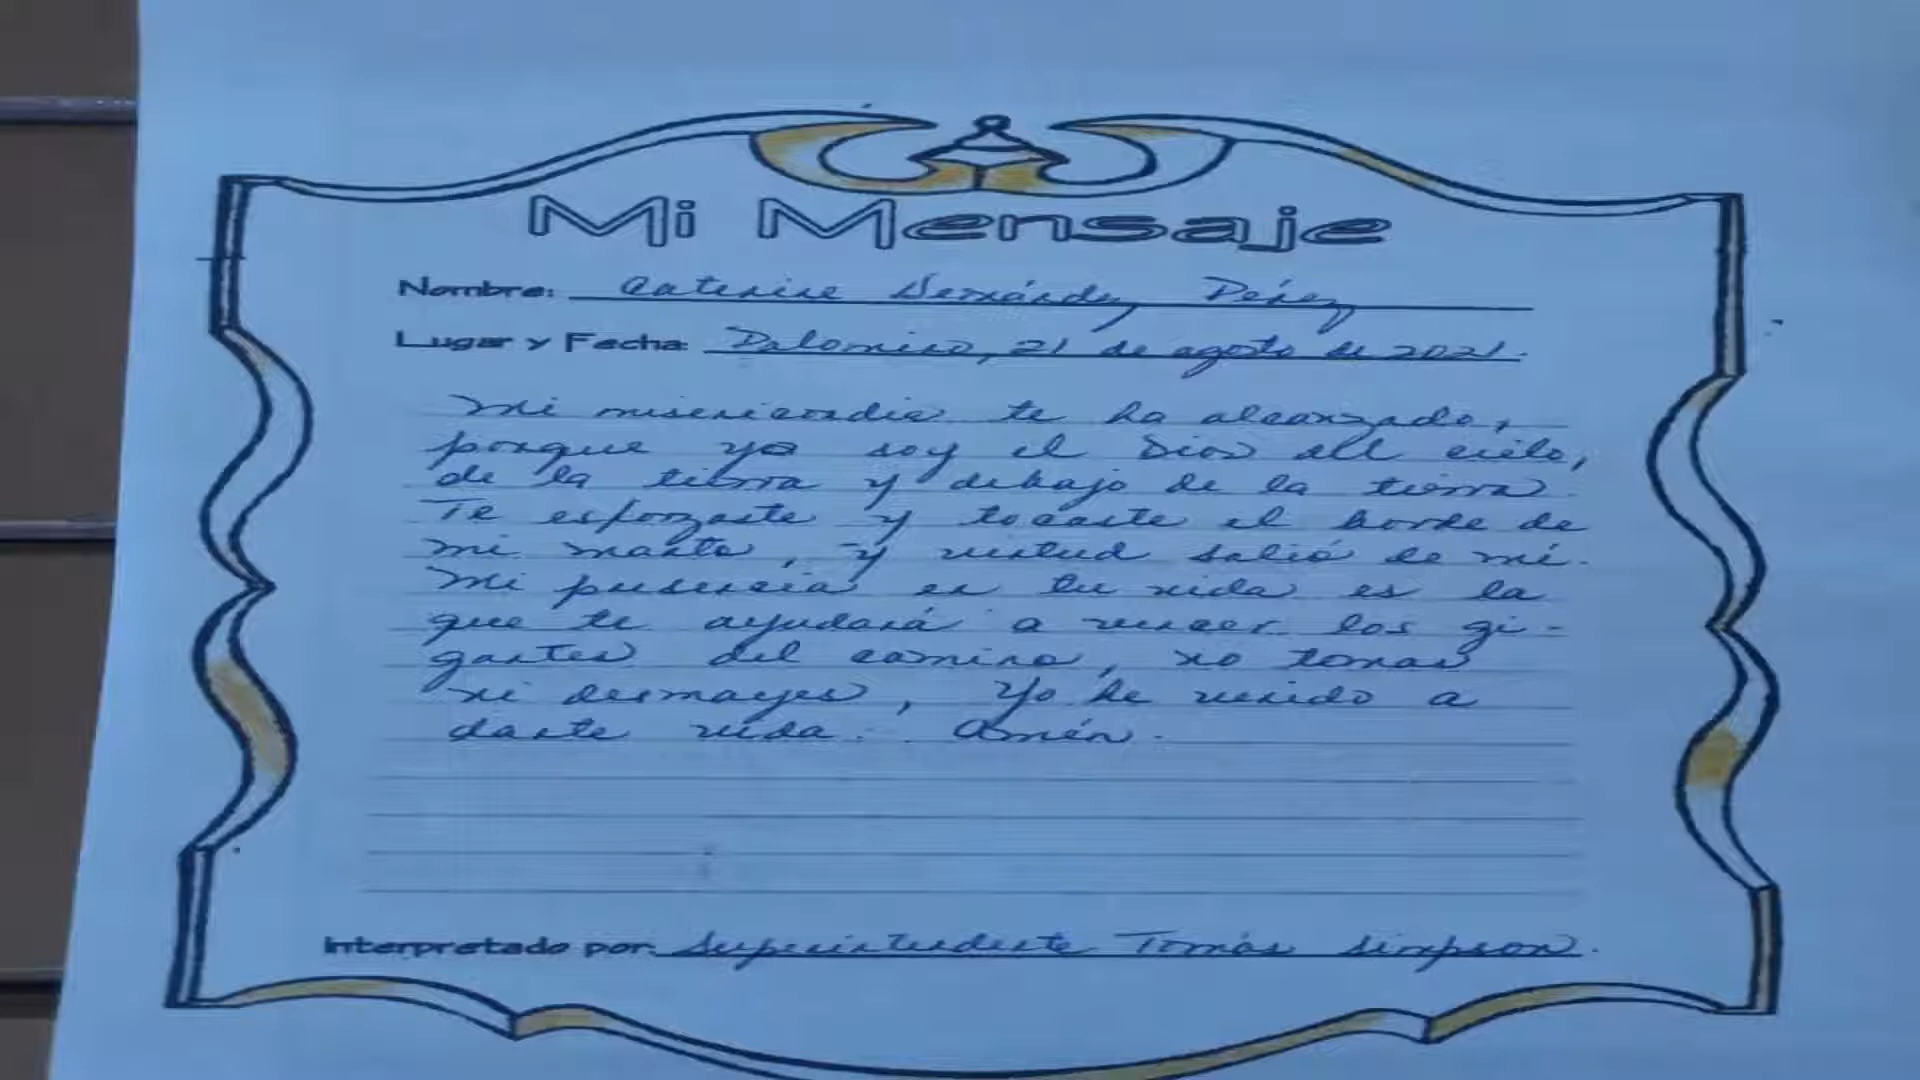 Mi Mensaje
Nombre: Caterine Hernández Pérez
Lugar y Fecha: Palomino, 21 de agosto de 2021.
Mi misericordia te ha alcanzado,
porque yo soy el Dios del cielo,
de la tierra y debajo de la tierra.
Te esforzaste y tocaste el borde de
mi manto, y virtud salió de mí.
Mi presencia en tu vida es la
que te ayudará a vencer los gi-
gantes del camino, no temas
ni desmayes, Yo he venido a
darte vida. Amén.
Interpretado por: Superintendente Tomás Simpson.